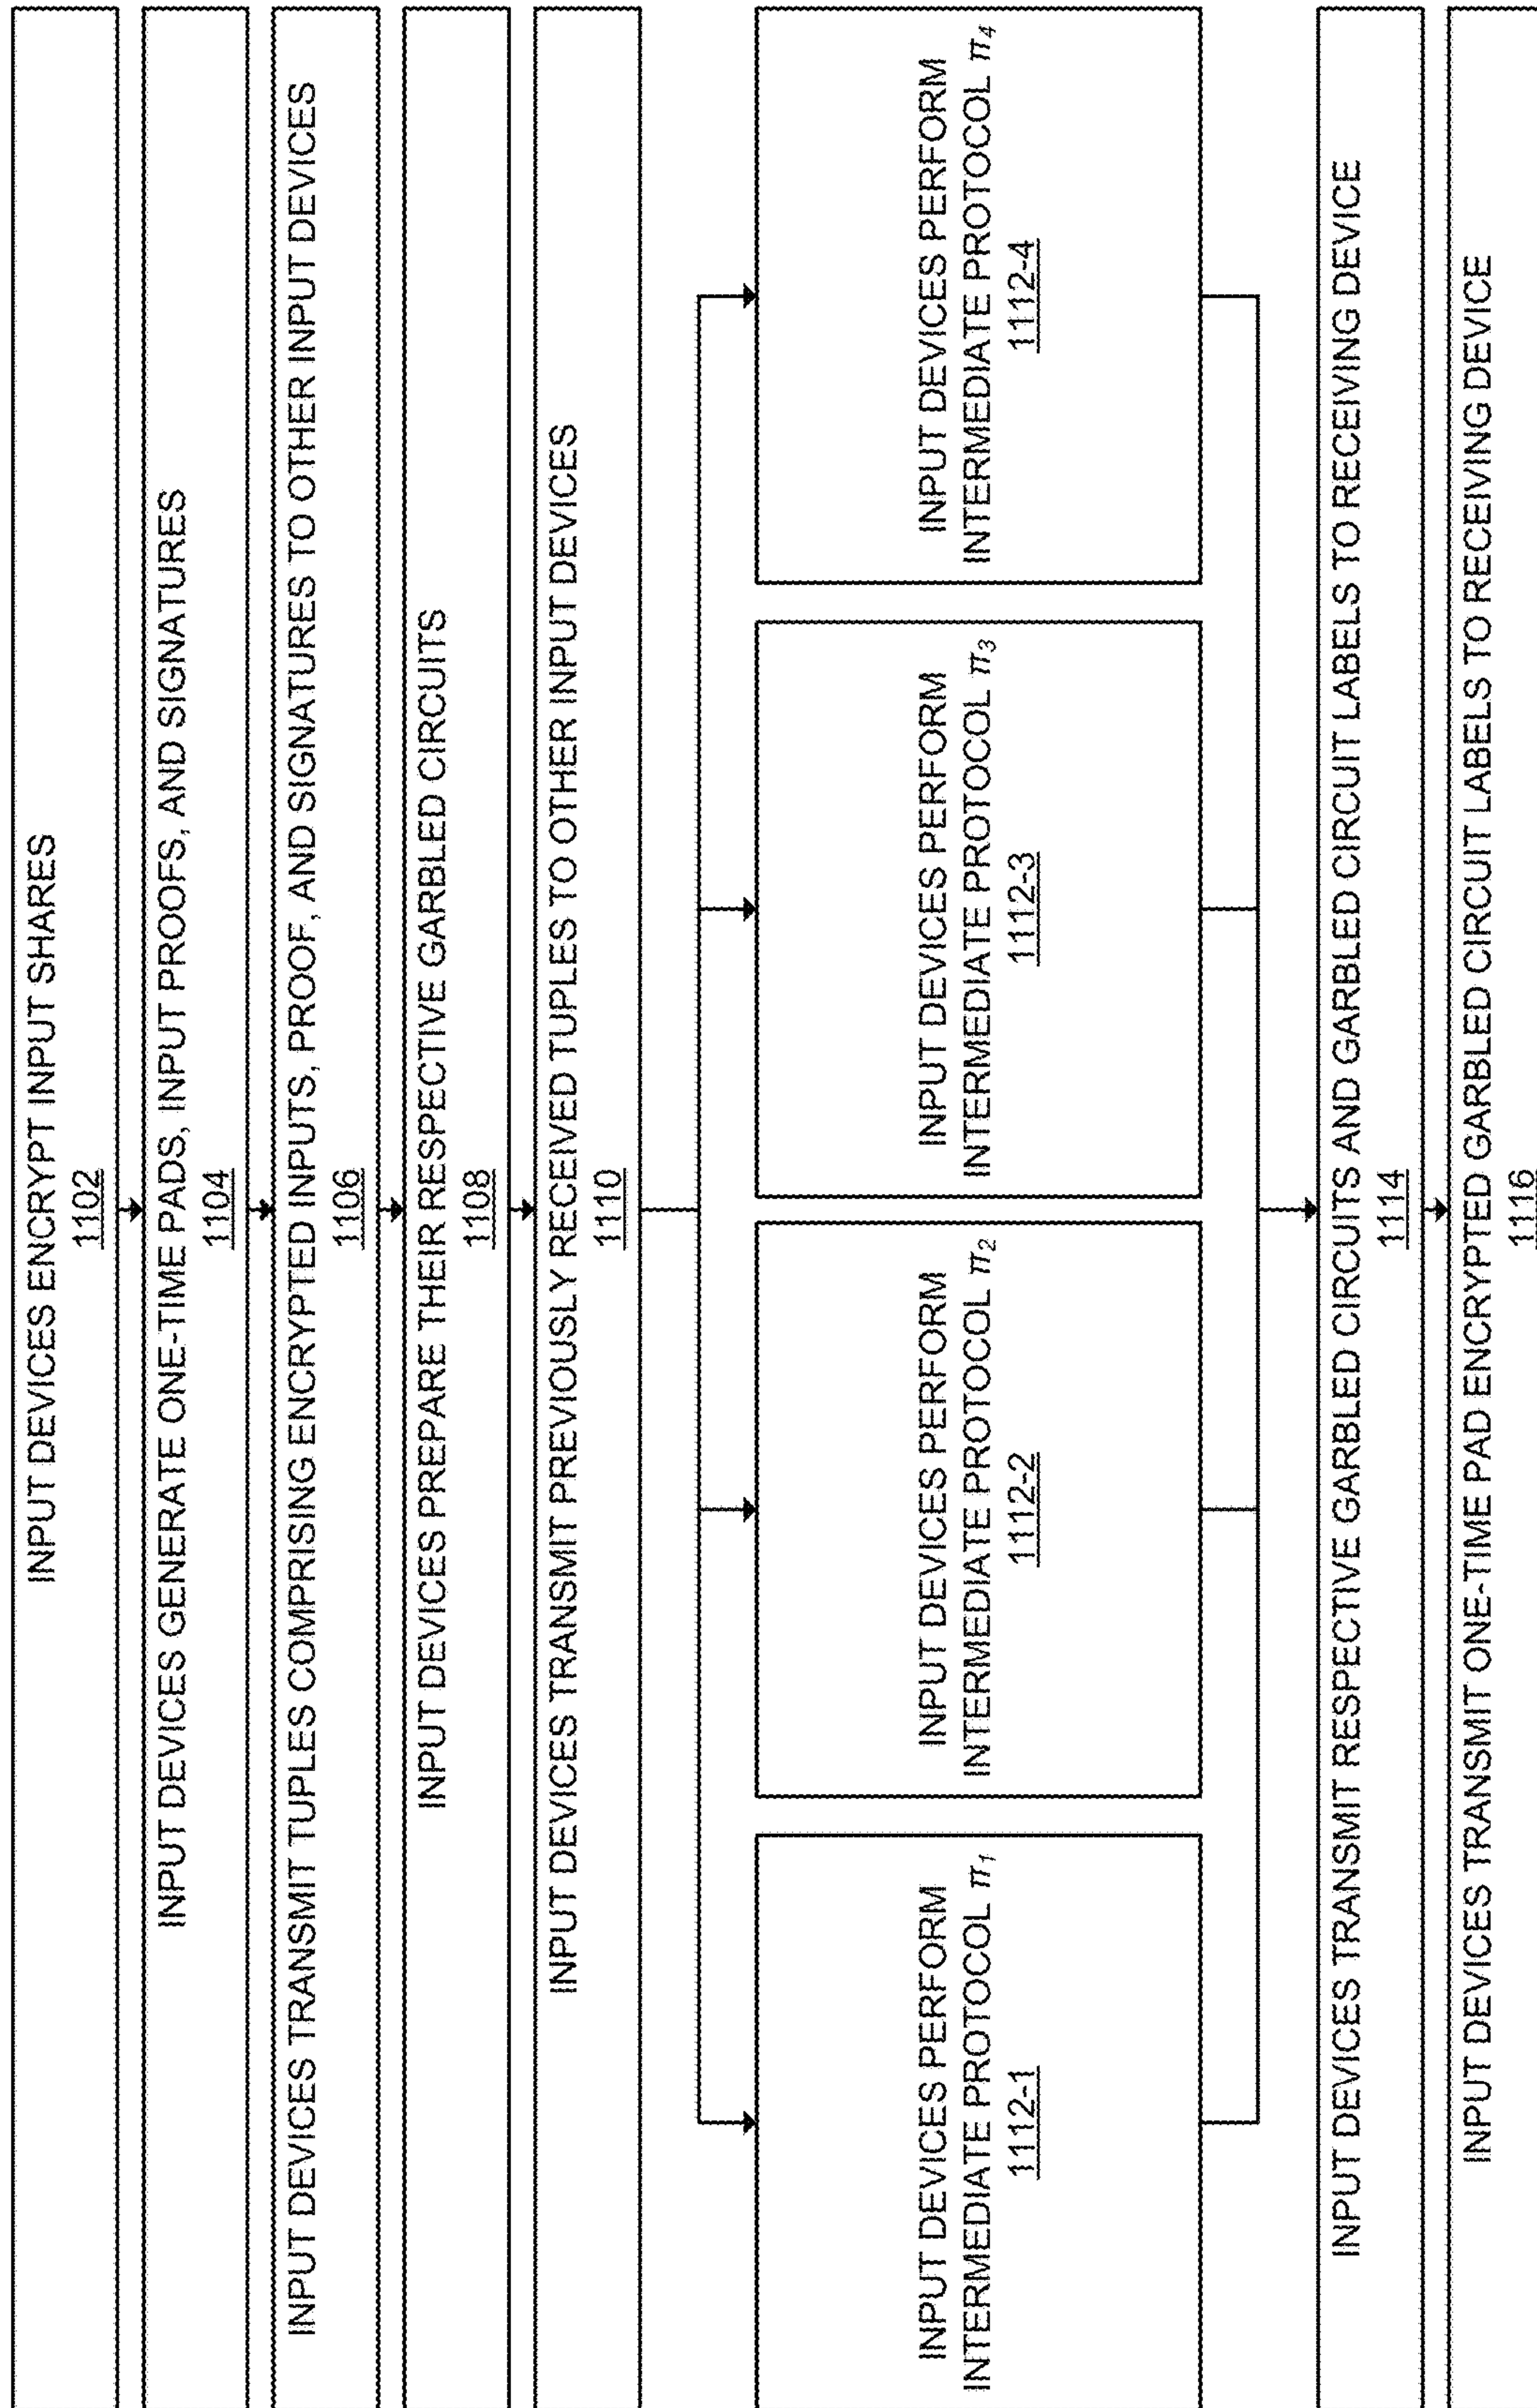 INPUT DEVICES ENCRYPT INPUT SHARES
1102
INPUT DEVICES GENERATE ONE-TIME PADS, INPUT PROOFS, AND SIGNATURES
1104
INPUT DEVICES TRANSMIT TUPLES COMPRISING ENCRYPTED INPUTS, PROOF, AND SIGNATURES TO OTHER INPUT DEVICES
1106
INPUT DEVICES PREPARE THEIR RESPECTIVE GARBLED CIRCUITS
1108
INPUT DEVICES TRANSMIT PREVIOUSLY RECEIVED TUPLES TO OTHER INPUT DEVICES
1110
INPUT DEVICES PERFORM
INTERMEDIATE PROTOCOL π₁
1112-1
INPUT DEVICES PERFORM
INTERMEDIATE PROTOCOL π₂
1112-2
INPUT DEVICES PERFORM
INTERMEDIATE PROTOCOL π₃
1112-3
INPUT DEVICES PERFORM
INTERMEDIATE PROTOCOL π₄
1112-4
INPUT DEVICES TRANSMIT RESPECTIVE GARBLED CIRCUITS AND GARBLED CIRCUIT LABELS TO RECEIVING DEVICE
1114
INPUT DEVICES TRANSMIT ONE-TIME PAD ENCRYPTED GARBLED CIRCUIT LABELS TO RECEIVING DEVICE
1116